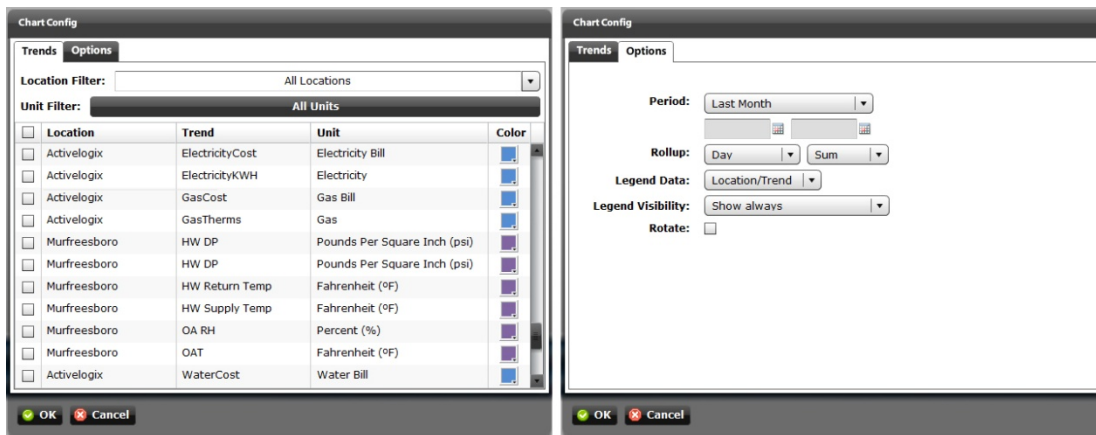 Chart Config
Trends Options
Location Filter: All Locations
Unit Filter: All Units
Location Trend Unit Color
Activelogix ElectricityCost Electricity Bill
Activelogix ElectricityKWH Electricity
Activelogix GasCost Gas Bill
Activelogix GasTherms Gas
Murfreesboro HW DP Pounds Per Square Inch (psi)
Murfreesboro HW DP Pounds Per Square Inch (psi)
Murfreesboro HW Return Temp Fahrenheit (ºF)
Murfreesboro HW Supply Temp Fahrenheit (ºF)
Murfreesboro OA RH Percent (%)
Murfreesboro OAT Fahrenheit (ºF)
Activelogix WaterCost Water Bill
OK Cancel
Chart Config
Trends Options
Period: Last Month
Rollup: Day Sum
Legend Data: Location/Trend
Legend Visibility: Show always
Rotate:
OK Cancel